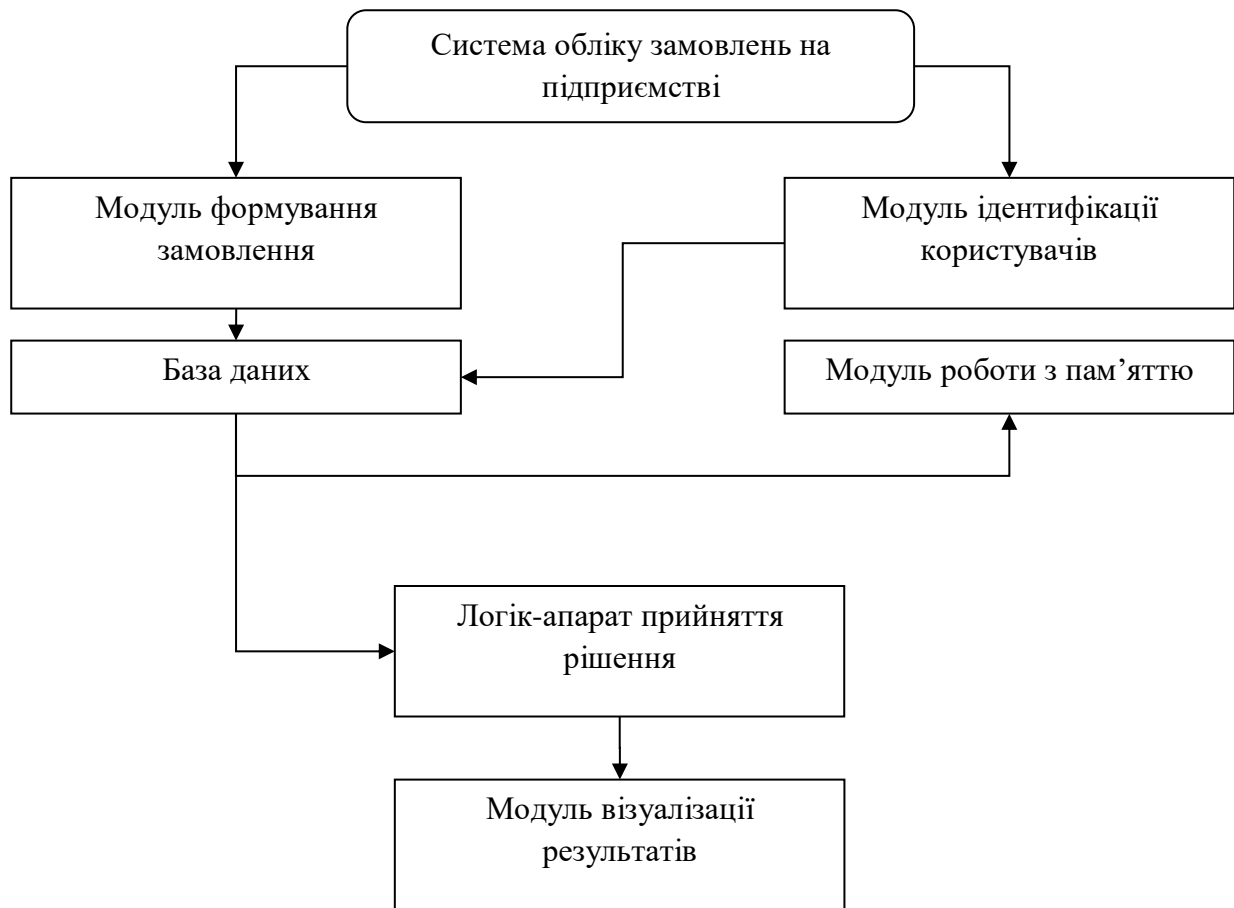 Система обліку замовлень на
підприємстві
Модуль формування
замовлення
Модуль ідентифікації
користувачів
База даних
Модуль роботи з пам’яттю
Логік-апарат прийняття
рішення
Модуль візуалізації
результатів